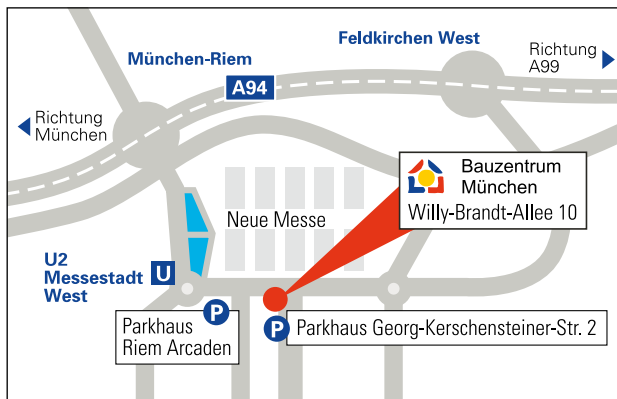 Feldkirchen West
München-Riem
Richtung
A99
A94
Richtung
München
Bauzentrum
München
Willy-Brandt-Allee 10
Neue Messe
U2
Messestadt
West
U
P
Parkhaus
Riem Arcaden
P
Parkhaus Georg-Kerschensteiner-Str. 2